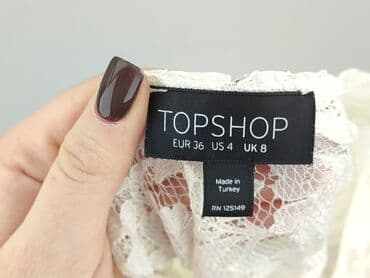 TOPSHOP
EUR 36 US 4 UK 8
Made in
Turkey
RN 125149